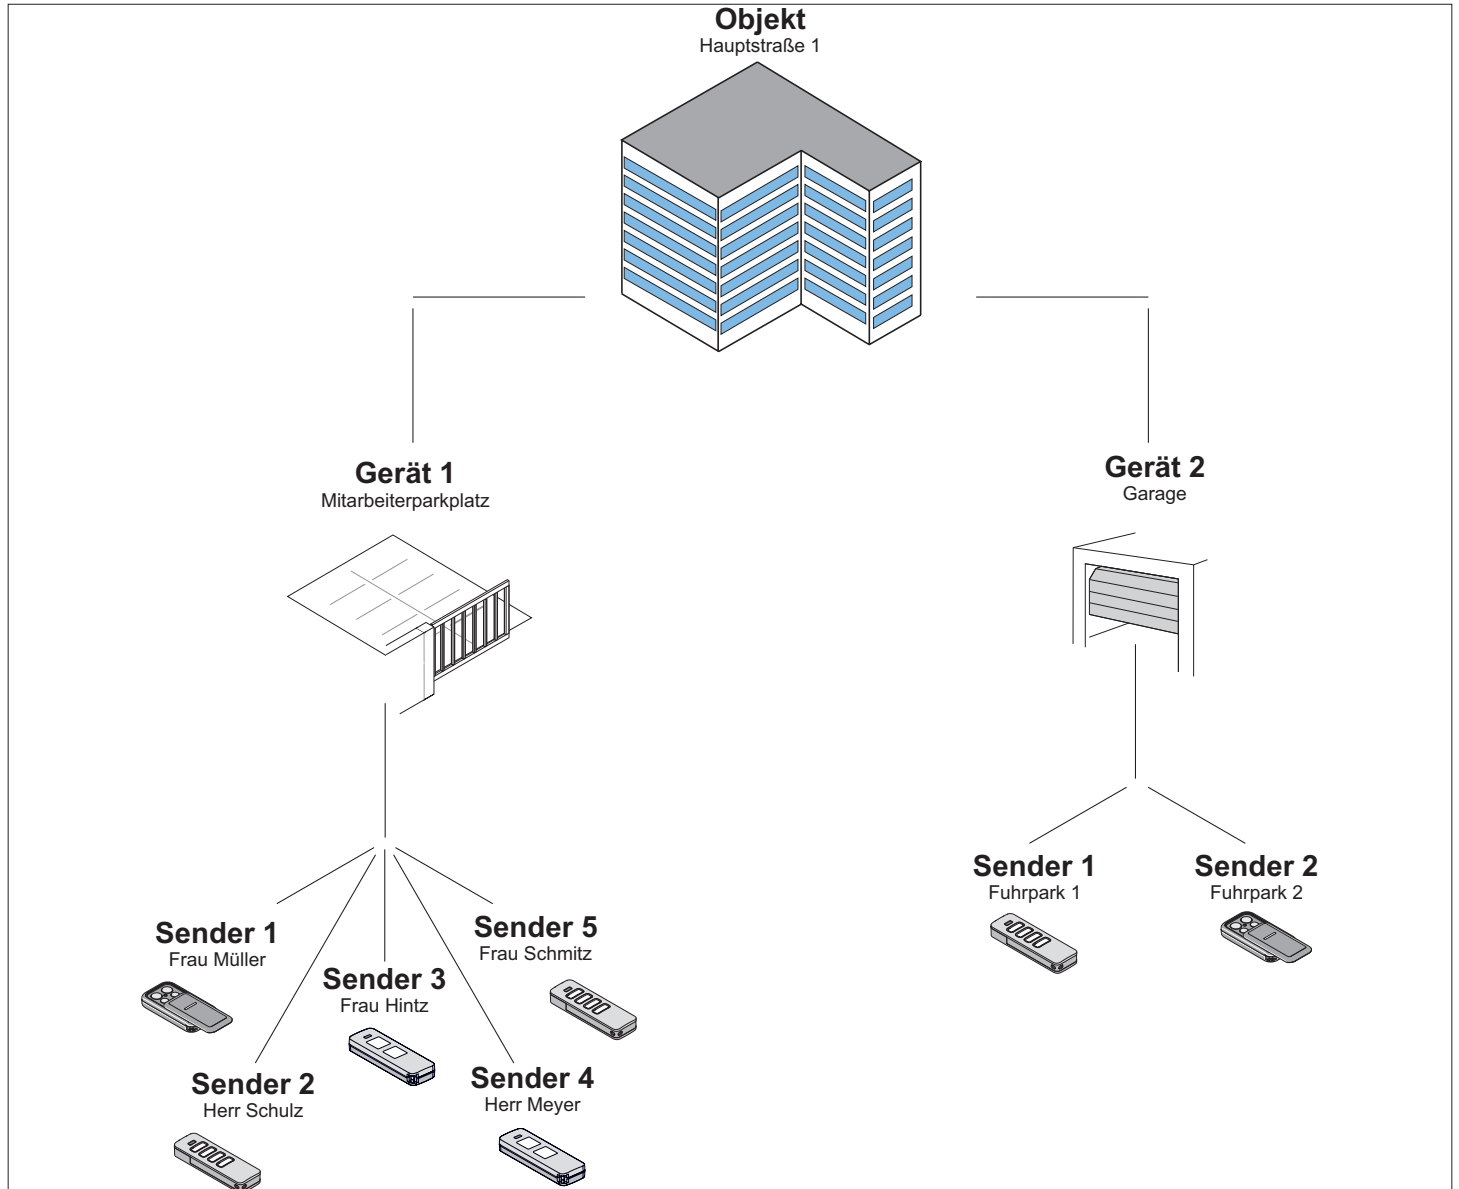 Objekt
Hauptstraße 1
Gerät 1
Mitarbeiterparkplatz
Gerät 2
Garage
Sender 1
Frau Müller
Sender 2
Herr Schulz
Sender 3
Frau Hintz
Sender 4
Herr Meyer
Sender 5
Frau Schmitz
Sender 1
Fuhrpark 1
Sender 2
Fuhrpark 2